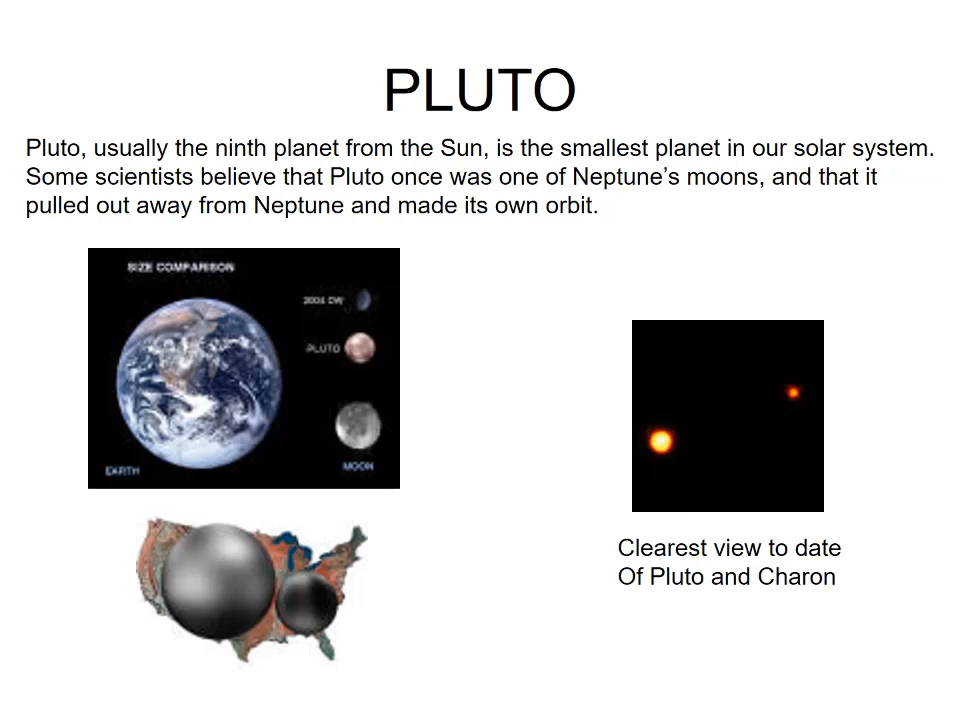 PLUTO
Pluto, usually the ninth planet from the Sun, is the smallest planet in our solar system.
Some scientists believe that Pluto once was one of Neptune’s moons, and that it
pulled out away from Neptune and made its own orbit.
SIZE COMPARISON
2004 DW
PLUTO
EARTH
MOON
Clearest view to date
Of Pluto and Charon